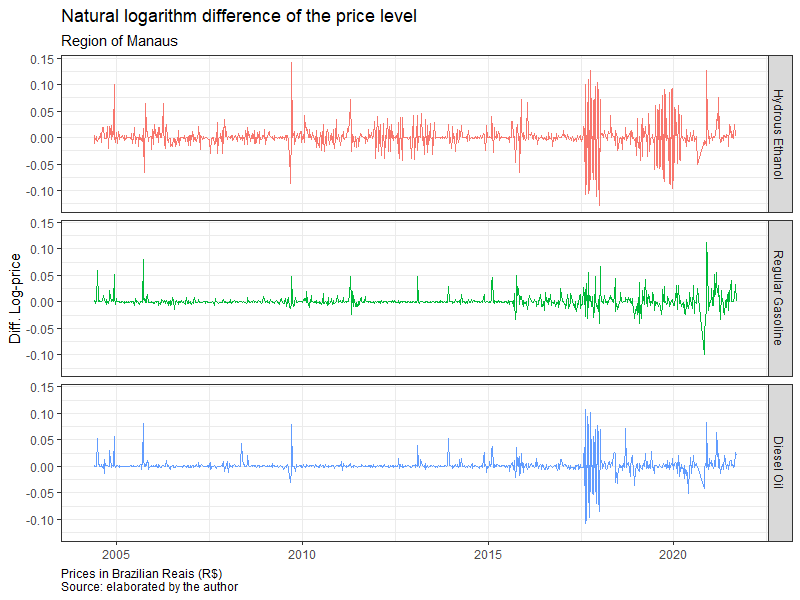 Natural logarithm difference of the price level
Region of Manaus
0.15
0.10
0.05
0.00
-0.05
-0.10
Hydrous Ethanol
0.15
0.10
0.05
0.00
-0.05
-0.10
Regular Gasoline
0.15
0.10
0.05
0.00
-0.05
-0.10
Diesel Oil
Diff. Log-price
2005 2010 2015 2020
Prices in Brazilian Reais (R$)
Source: elaborated by the author